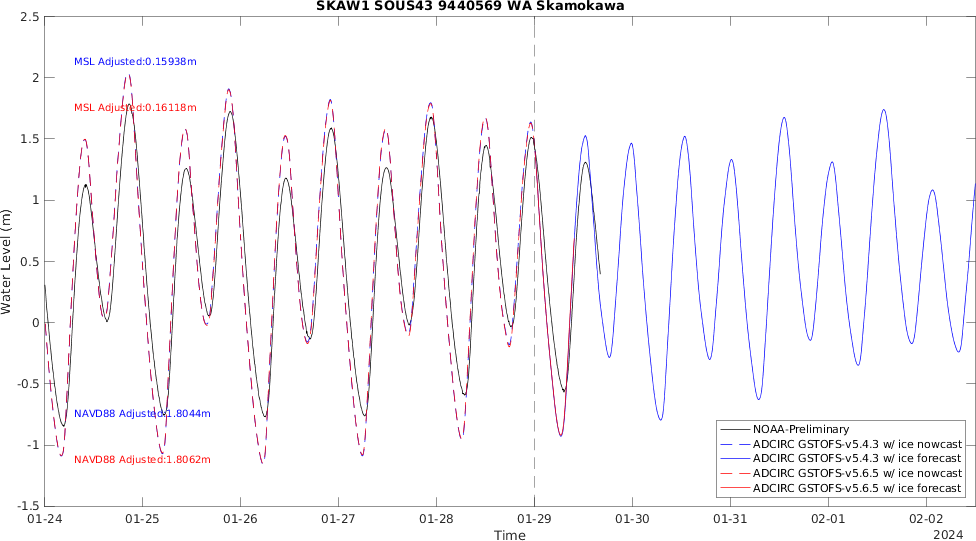 SKAW1 SOUS43 9440569 WA Skamokawa
2.5
2
1.5
1
0.5
0
-0.5
-1
-1.5
Water Level (m)
MSL Adjusted:0.15938m
MSL Adjusted:0.16118m
NAVD88 Adjusted:1.8044m
NAVD88 Adjusted:1.8062m
NOAA-Preliminary
ADCIRC GSTOFS-v5.4.3 w/ ice nowcast
ADCIRC GSTOFS-v5.4.3 w/ ice forecast
ADCIRC GSTOFS-v5.6.5 w/ ice nowcast
ADCIRC GSTOFS-v5.6.5 w/ ice forecast
01-24 01-25 01-26 01-27 01-28 01-29 01-30 01-31 02-01 02-02
Time
2024